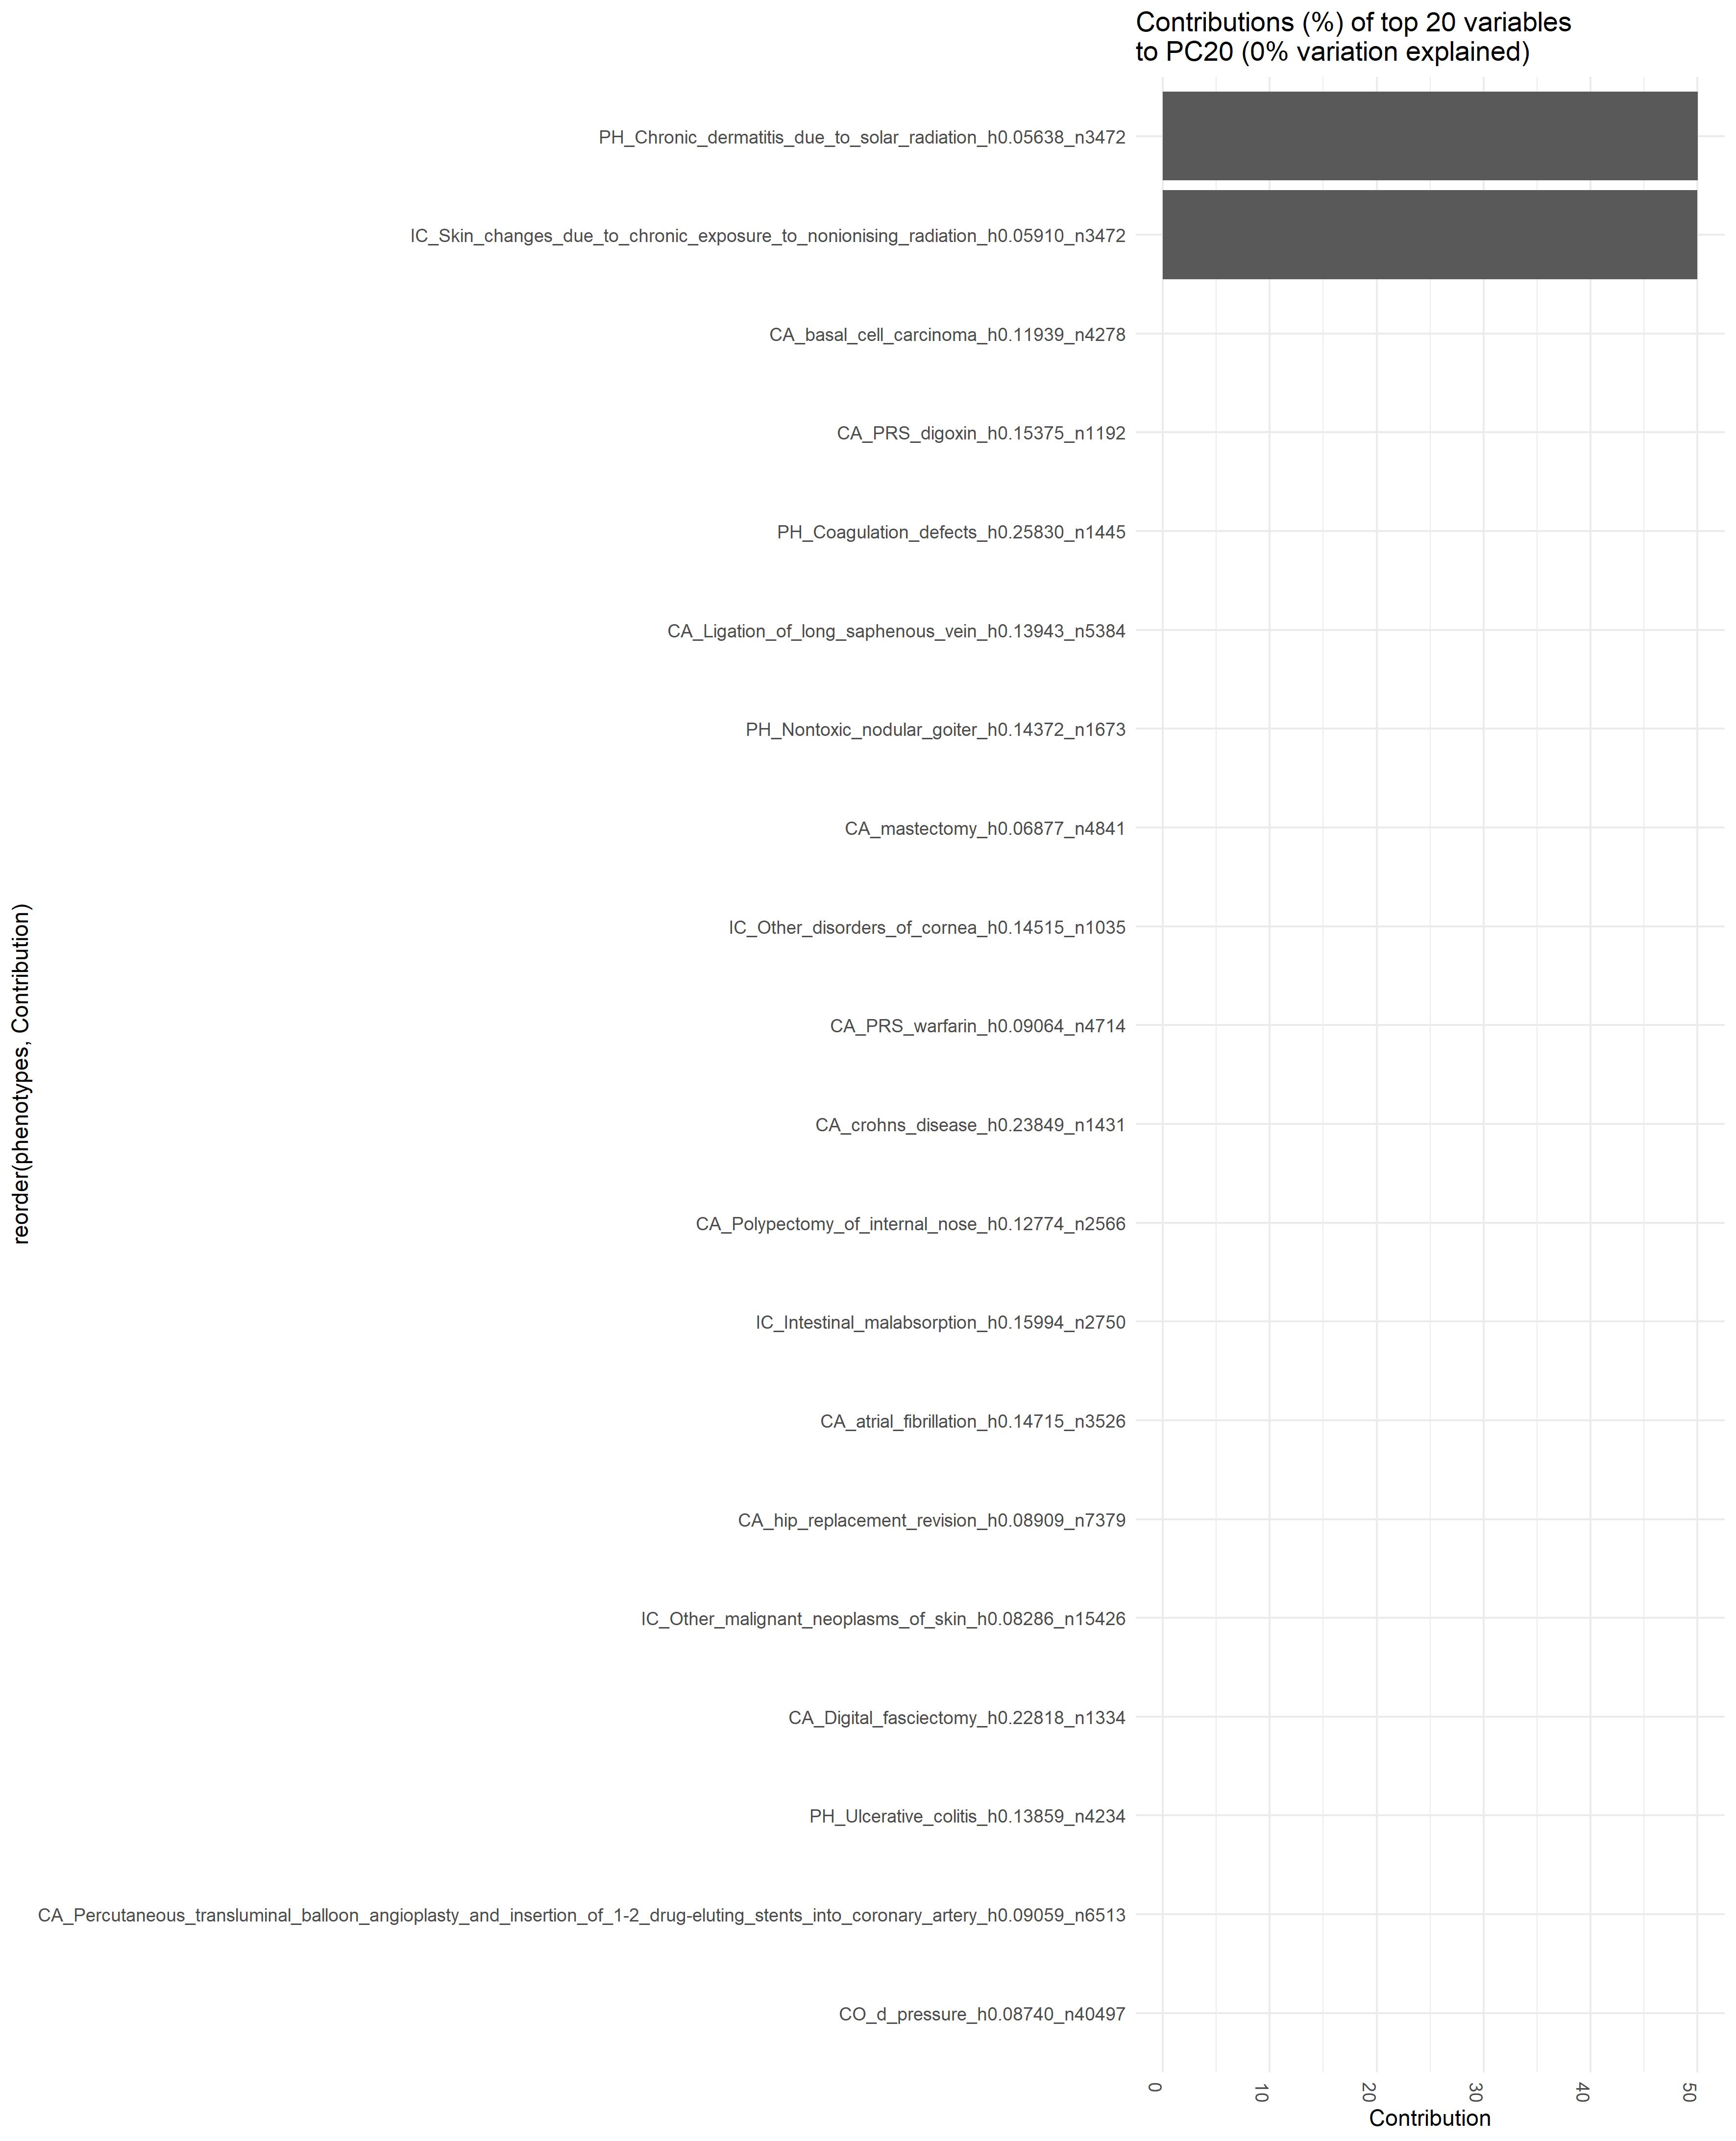 Contributions (%) of top 20 variables
to PC20 (0% variation explained)
PH_Chronic_dermatitis_due_to_solar_radiation_h0.05638_n3472
IC_Skin_changes_due_to_chronic_exposure_to_nonionising_radiation_h0.05910_n3472
CA_basal_cell_carcinoma_h0.11939_n4278
CA_PRS_digoxin_h0.15375_n1192
PH_Coagulation_defects_h0.25830_n1445
CA_Ligation_of_long_saphenous_vein_h0.13943_n5384
PH_Nontoxic_nodular_goiter_h0.14372_n1673
CA_mastectomy_h0.06877_n4841
IC_Other_disorders_of_cornea_h0.14515_n1035
CA_PRS_warfarin_h0.09064_n4714
CA_crohns_disease_h0.23849_n1431
CA_Polypectomy_of_internal_nose_h0.12774_n2566
IC_Intestinal_malabsorption_h0.15994_n2750
CA_atrial_fibrillation_h0.14715_n3526
CA_hip_replacement_revision_h0.08909_n7379
IC_Other_malignant_neoplasms_of_skin_h0.08286_n15426
CA_Digital_fasciectomy_h0.22818_n1334
PH_Ulcerative_colitis_h0.13859_n4234
CA_Percutaneous_transluminal_balloon_angioplasty_and_insertion_of_1-2_drug-eluting_stents_into_coronary_artery_h0.09059_n6513
CO_d_pressure_h0.08740_n40497
reorder(phenotypes, Contribution)
0 10 20 30 40 50
Contribution